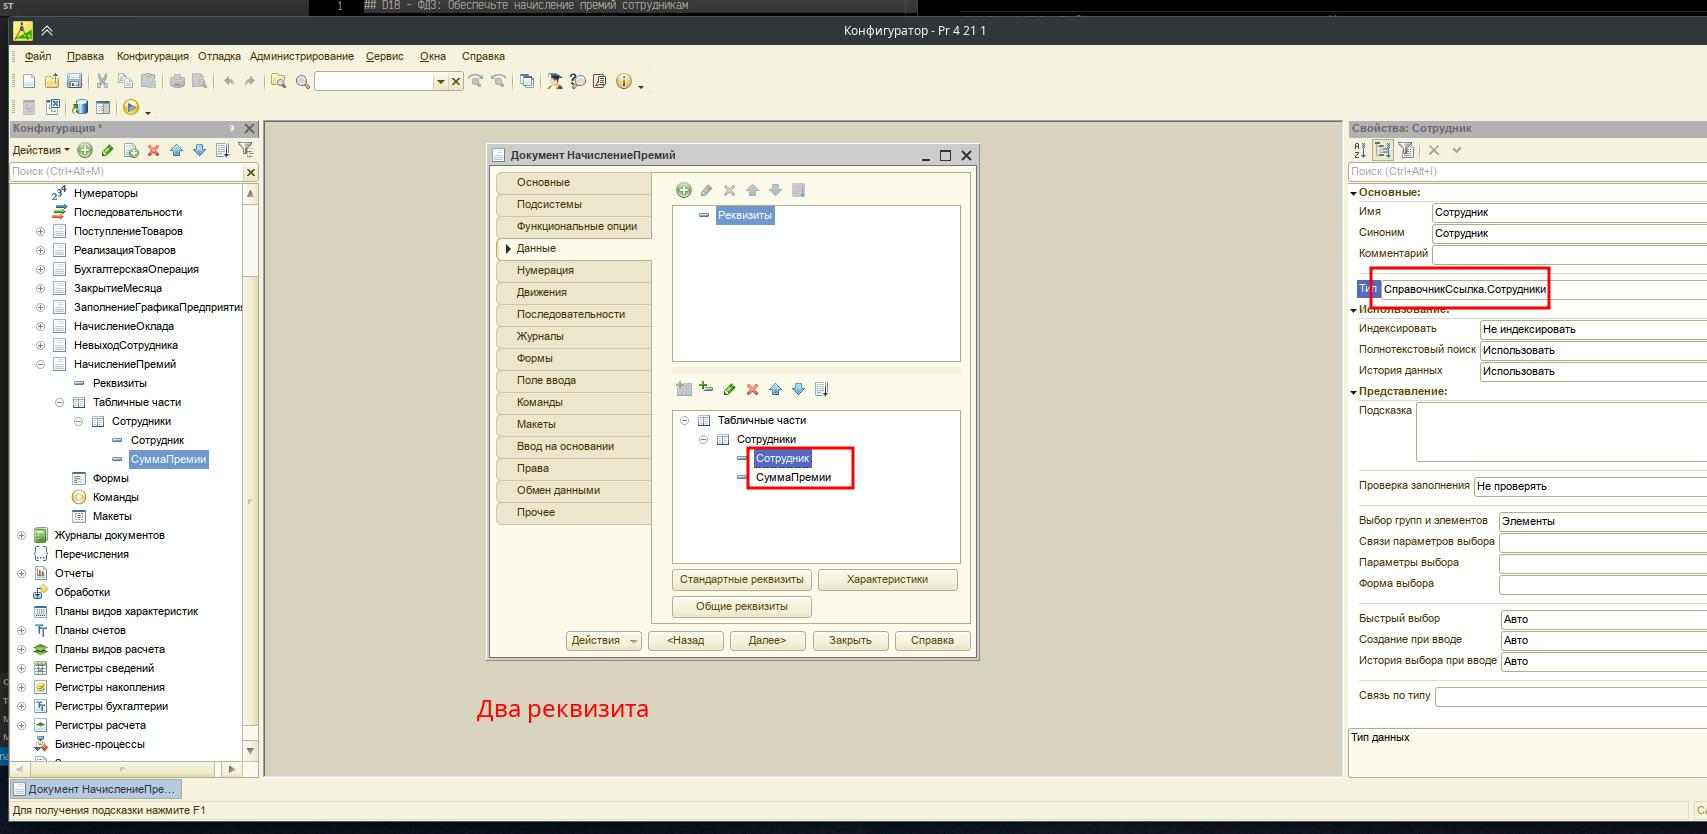 ST
1 ## D18 - ФДЗ: Обеспечьте начисление премий сотрудникам
Конфигуратор - Pr 4 21 1
Файл Правка Конфигурация Отладка Администрирование Сервис Окна Справка
Конфигурация *
Действия
Поиск (Ctrl+Alt+M)
Нумераторы
Последовательности
ПоступлениеТоваров
РеализацияТоваров
БухгалтерскаяОперация
ЗакрытиеМесяца
ЗаполнениеГрафикаПредприяти
НачислениеОклада
НевыходСотрудника
НачислениеПремий
Реквизиты
Табличные части
Сотрудники
Сотрудник
СуммаПремии
Формы
Команды
Макеты
Журналы документов
Перечисления
Отчеты
Обработки
Планы видов характеристик
Планы счетов
Планы видов расчета
Регистры сведений
Регистры накопления
Регистры бухгалтерии
Регистры расчета
Бизнес-процессы
Документ НачислениеПремий
Основные
Подсистемы
Функциональные опции
Данные
Нумерация
Движения
Последовательности
Журналы
Формы
Поле ввода
Команды
Макеты
Ввод на основании
Права
Обмен данными
Прочее
Реквизиты
Табличные части
Сотрудники
Сотрудник
СуммаПремии
Стандартные реквизиты Характеристики
Общие реквизиты
Действия <Назад Далее> Закрыть Справка
Два реквизита
Свойства: Сотрудник
Поиск (Ctrl+Alt+I)
Основные:
Имя Сотрудник
Синоним Сотрудник
Комментарий
Тип СправочникСсылка.Сотрудники
Использование:
Индексировать Не индексировать
Полнотекстовый поиск Использовать
История данных Использовать
Представление:
Подсказка
Проверка заполнения Не проверять
Выбор групп и элементов Элементы
Связи параметров выбора
Параметры выбора
Форма выбора
Быстрый выбор Авто
Создание при вводе Авто
История выбора при вводе Авто
Связь по типу
Тип данных
Документ НачислениеПре...
Для получения подсказки нажмите F1